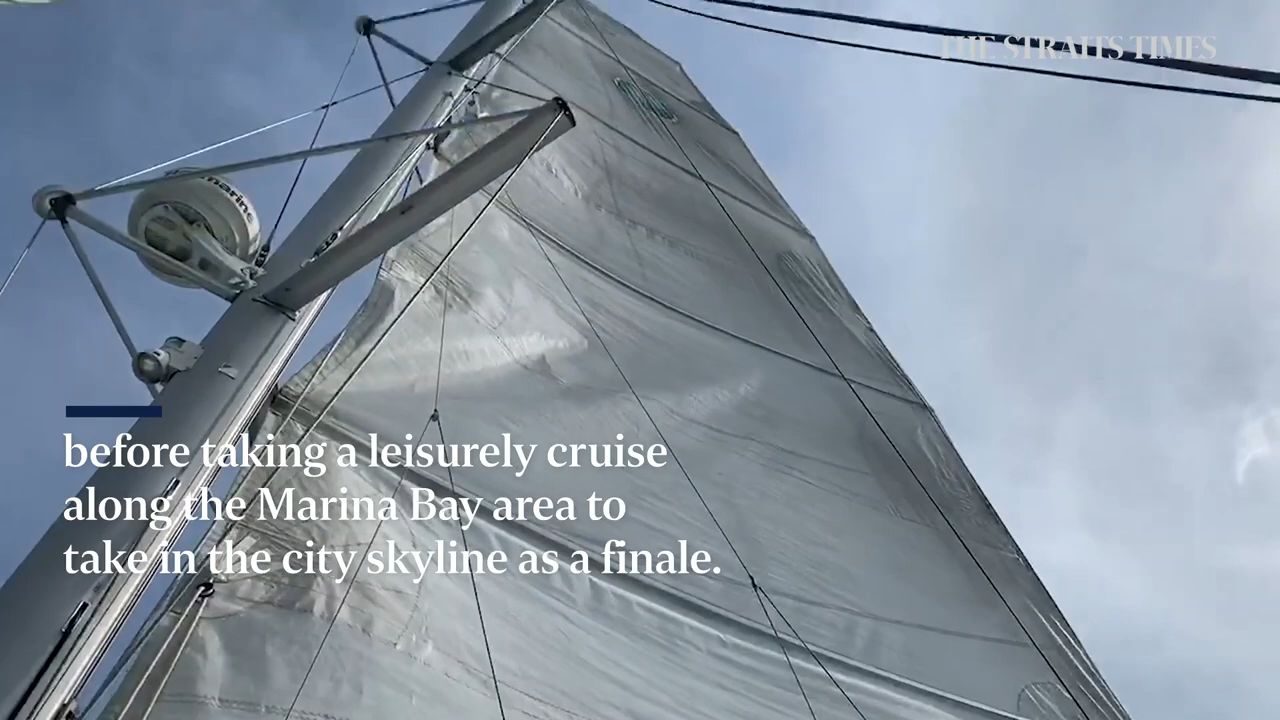 THE STRAITS TIMES
before taking a leisurely cruise
along the Marina Bay area to
take in the city skyline as a finale.